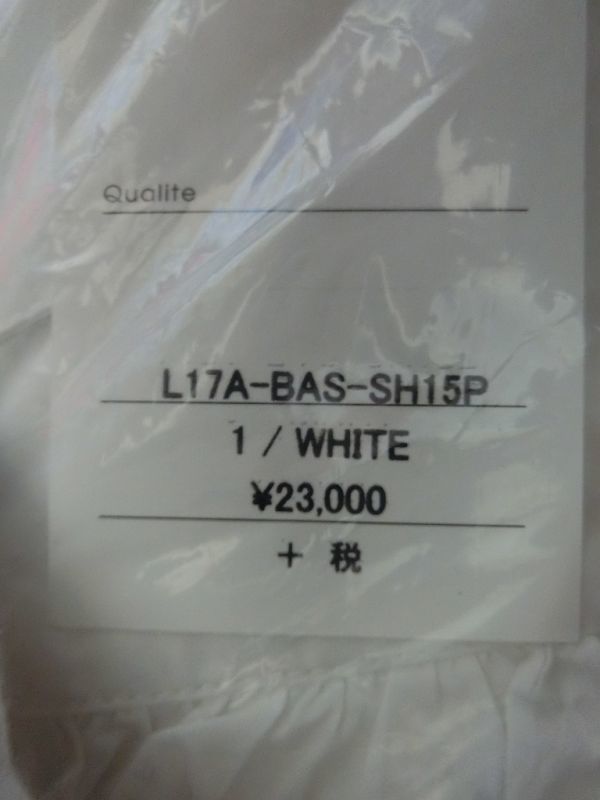 Qualite
L17A-BAS-SH15P
1 / WHITE
¥23,000
+ 税